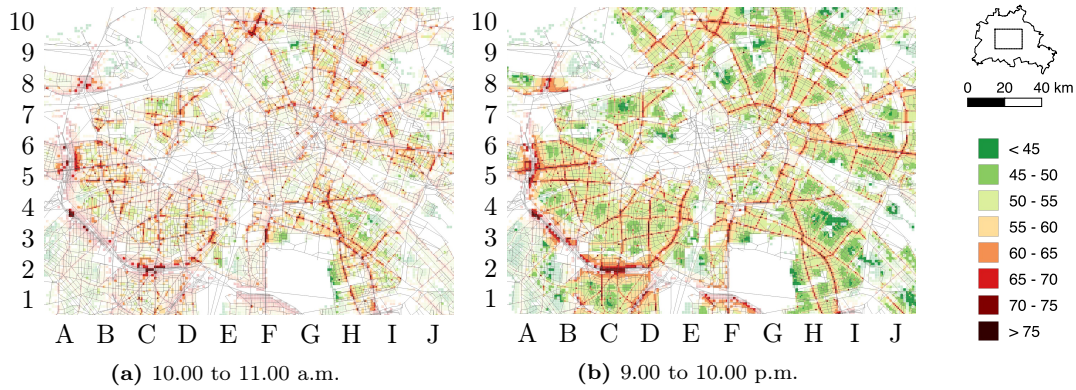 10
9
8
7
6
5
4
3
2
1
A B C D E F G H I J
(a) 10.00 to 11.00 a.m.
10
9
8
7
6
5
4
3
2
1
A B C D E F G H I J
(b) 9.00 to 10.00 p.m.
0 20 40 km
< 45
45 - 50
50 - 55
55 - 60
60 - 65
65 - 70
70 - 75
> 75